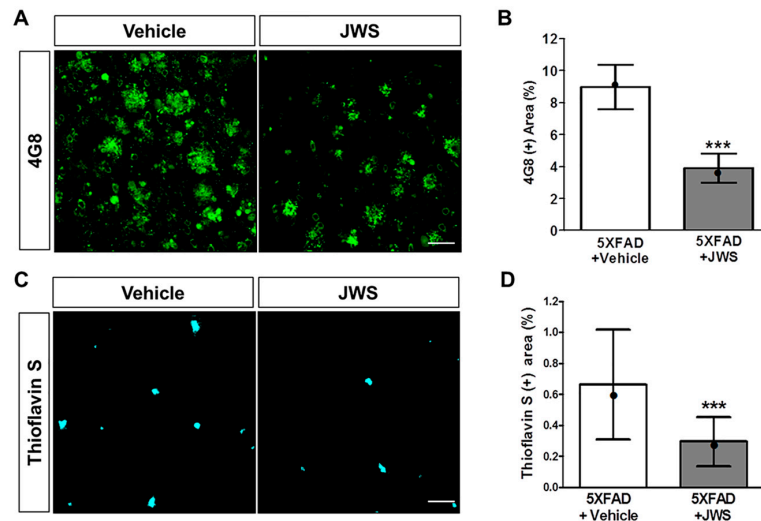 A
Vehicle
JWS
4G8
B
4G8 (+) Area (%)
12
10
8
6
4
2
0
***
5XFAD
+Vehicle
5XFAD
+JWS
C
Vehicle
JWS
Thioflavin S
D
Thioflavin S (+) area (%)
1.2
1.0
0.8
0.6
0.4
0.2
0.0
***
5XFAD
+ Vehicle
5XFAD
+JWS